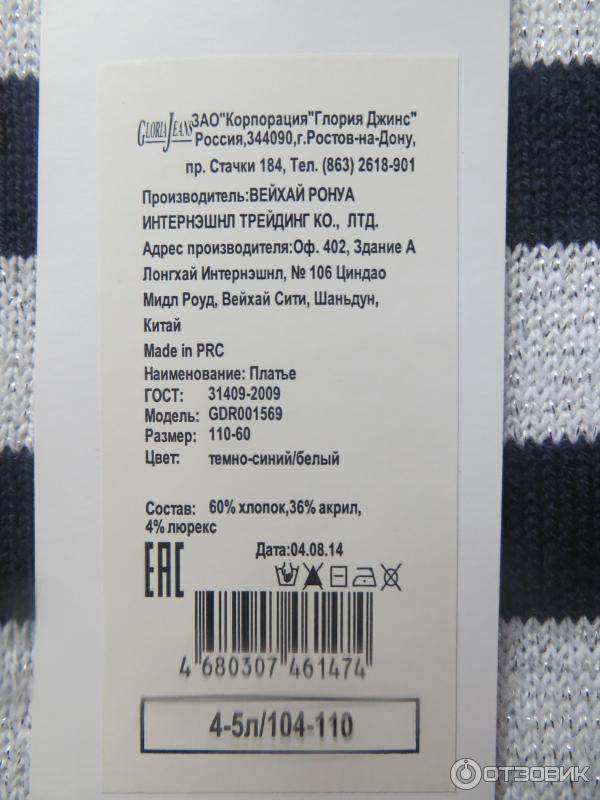 GLORIA JEANS ЗАО"Корпорация"Глория Джинс"
Россия,344090,г.Ростов-на-Дону,
пр. Стачки 184, Тел. (863) 2618-901
Производитель:ВЕЙХАЙ РОНУА
ИНТЕРНЭШНЛ ТРЕЙДИНГ КО., ЛТД.
Адрес производителя:Оф. 402, Здание А
Лонгхай Интернэшнл, № 106 Циндао
Мидл Роуд, Вейхай Сити, Шаньдун,
Китай
Made in PRC
Наименование: Платье
ГОСТ: 31409-2009
Модель: GDR001569
Размер: 110-60
Цвет: темно-синий/белый
Состав: 60% хлопок,36% акрил,
4% люрекс
Дата:04.08.14
EAC
4 680307 461474
4-5л/104-110
ОТЗОВИК